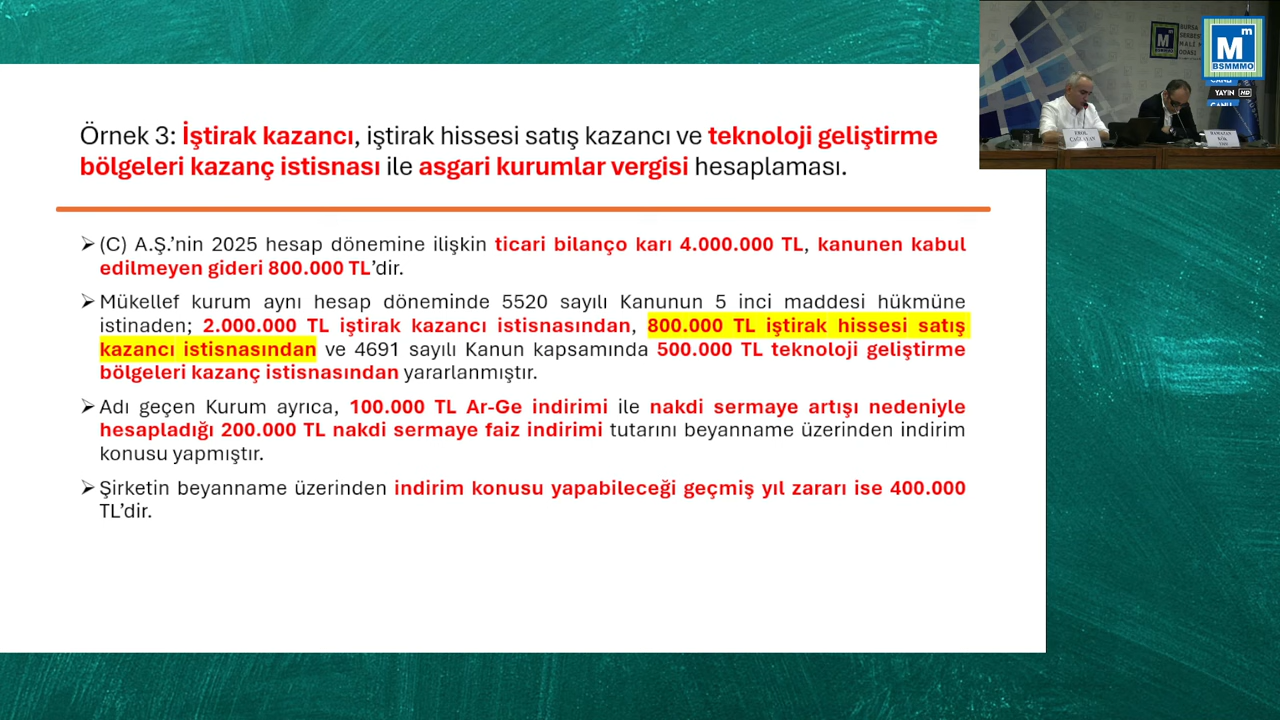 Örnek 3: İştirak kazancı, iştirak hissesi satış kazancı ve teknoloji geliştirme
bölgeleri kazanç istisnası ile asgari kurumlar vergisi hesaplaması.
➢(C) A.Ş.’nin 2025 hesap dönemine ilişkin ticari bilanço karı 4.000.000 TL, kanunen kabul
edilmeyen gideri 800.000 TL’dir.
➢Mükellef kurum aynı hesap döneminde 5520 sayılı Kanunun 5 inci maddesi hükmüne
istinaden; 2.000.000 TL iştirak kazancı istisnasından, 800.000 TL iştirak hissesi satış
kazancı istisnasından ve 4691 sayılı Kanun kapsamında 500.000 TL teknoloji geliştirme
bölgeleri kazanç istisnasından yararlanmıştır.
➢Adı geçen Kurum ayrıca, 100.000 TL Ar-Ge indirimi ile nakdi sermaye artışı nedeniyle
hesapladığı 200.000 TL nakdi sermaye faiz indirimi tutarını beyanname üzerinden indirim
konusu yapmıştır.
➢Şirketin beyanname üzerinden indirim konusu yapabileceği geçmiş yıl zararı ise 400.000
TL’dir.
BURSA
SERBES
MALİ M
ODASI
M m
BSMMMO
CANLI
YAYIN HD
CANLI